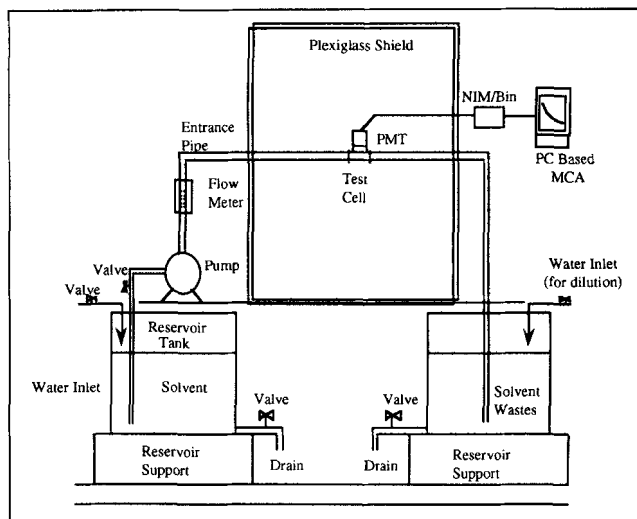 Plexiglass Shield
NIM/Bin
PMT
PC Based
MCA
Entrance
Pipe
Test
Cell
Flow
Meter
Pump
Valve
Valve
Water Inlet
(for dilution)
Reservoir
Tank
Water Inlet
Solvent
Valve
Valve
Solvent
Wastes
Drain
Drain
Reservoir
Support
Reservoir
Support